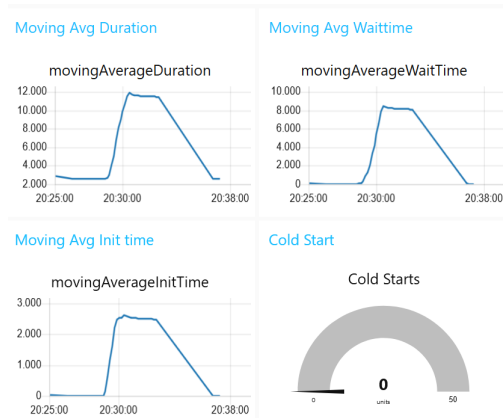 Moving Avg Duration
movingAverageDuration
12.000
10.000
8.000
6.000
4.000
2.000
20:25:00 20:30:00 20:38:00
Moving Avg Waittime
movingAverageWaitTime
10.000
8.000
6.000
4.000
2.000
0
20:25:00 20:30:00 20:38:00
Moving Avg Init time
movingAverageInitTime
3.000
2.000
1.000
0
20:25:00 20:30:00 20:38:00
Cold Start
Cold Starts
0
units
0 50